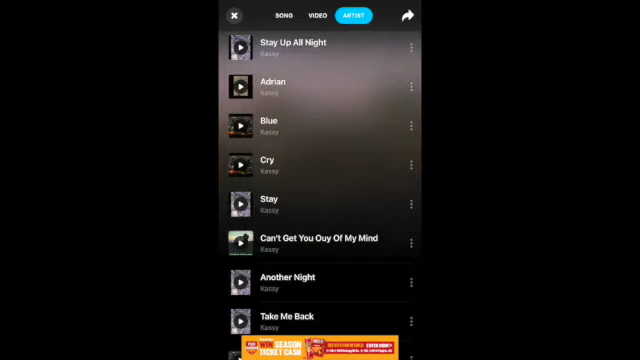 SONG VIDEO ARTIST
Stay Up All Night
Kassy
Adrian
Kassy
Blue
Kassy
Cry
Kassy
Stay
Kassy
Can't Get You Ouy Of My Mind
Kassy
Another Night
Kassy
Take Me Back
Kassy
WIN SEASON
TICKET CASH
ENTER NOW!